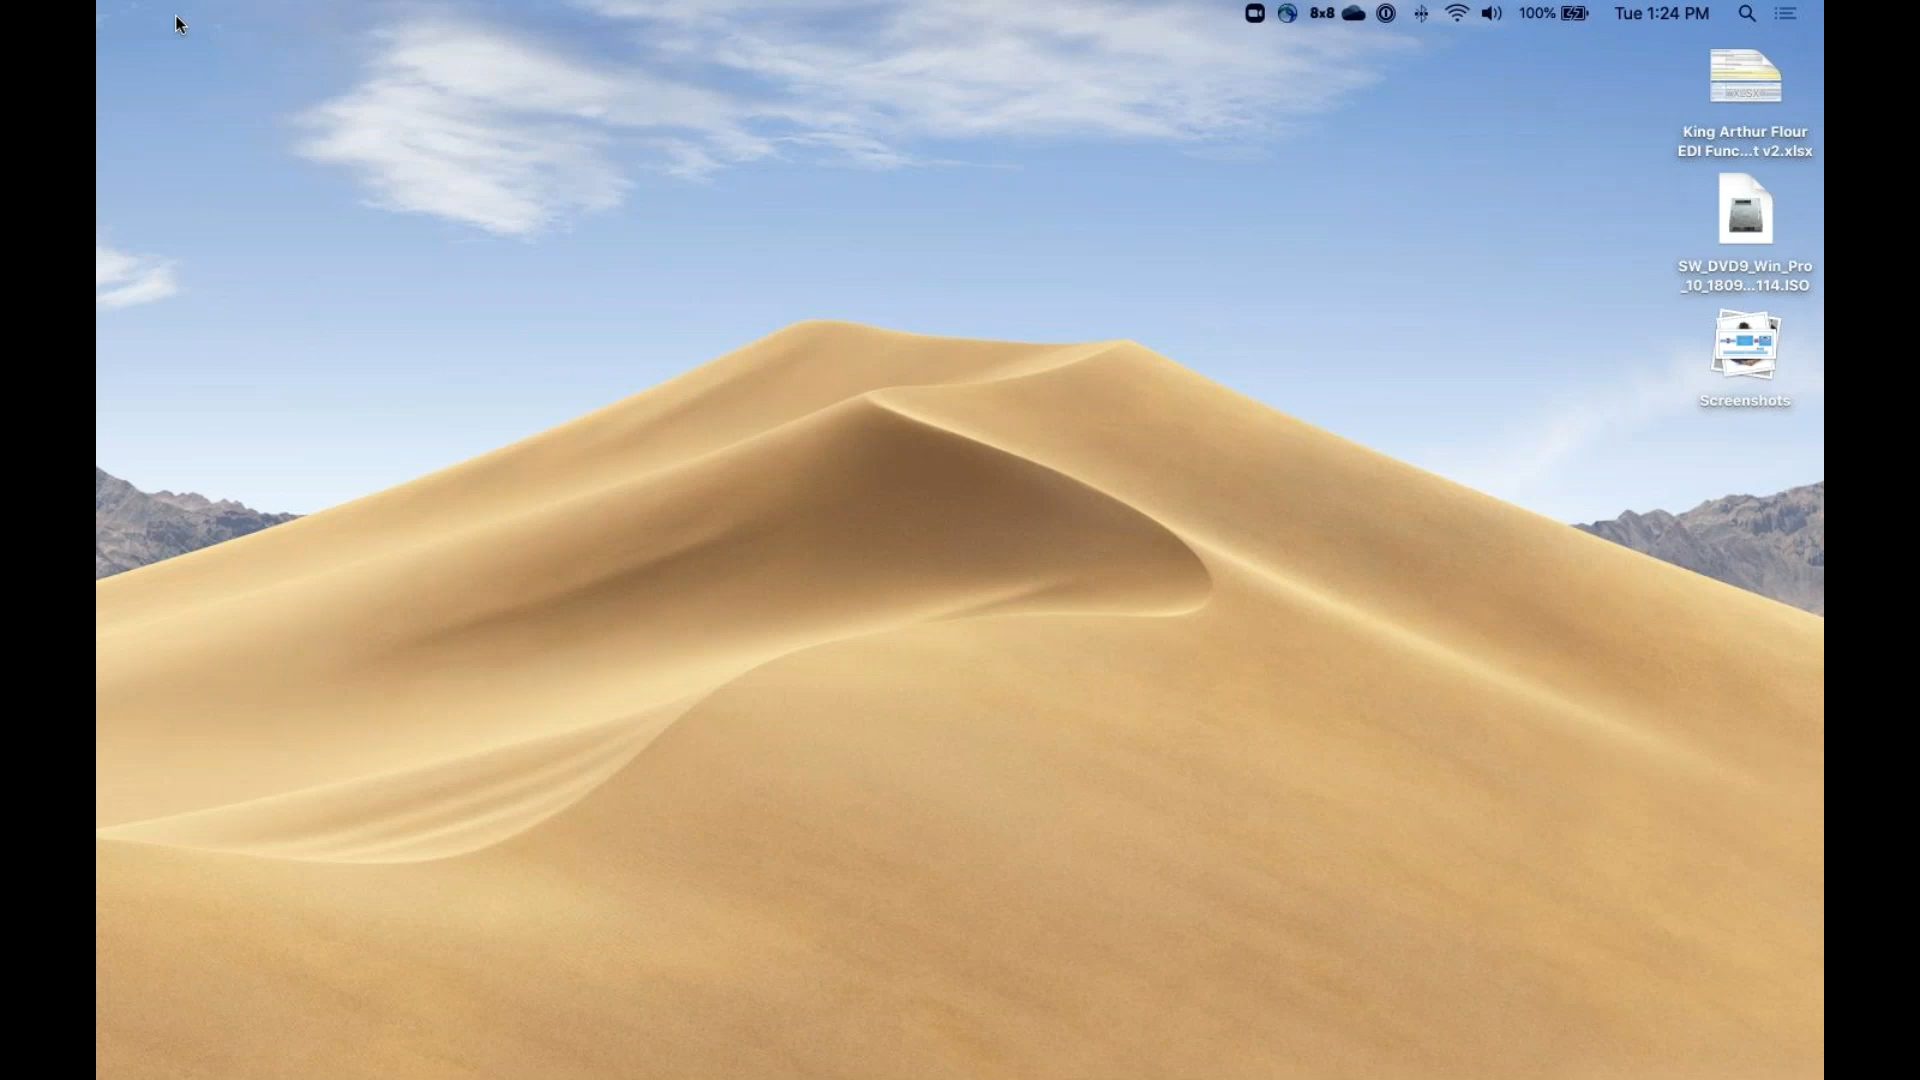 8x8 100% Tue 1:24 PM
XLSX
King Arthur Flour
EDI Func...t v2.xlsx
SW_DVD9_Win_Pro
_10_1809...114.ISO
Screenshots